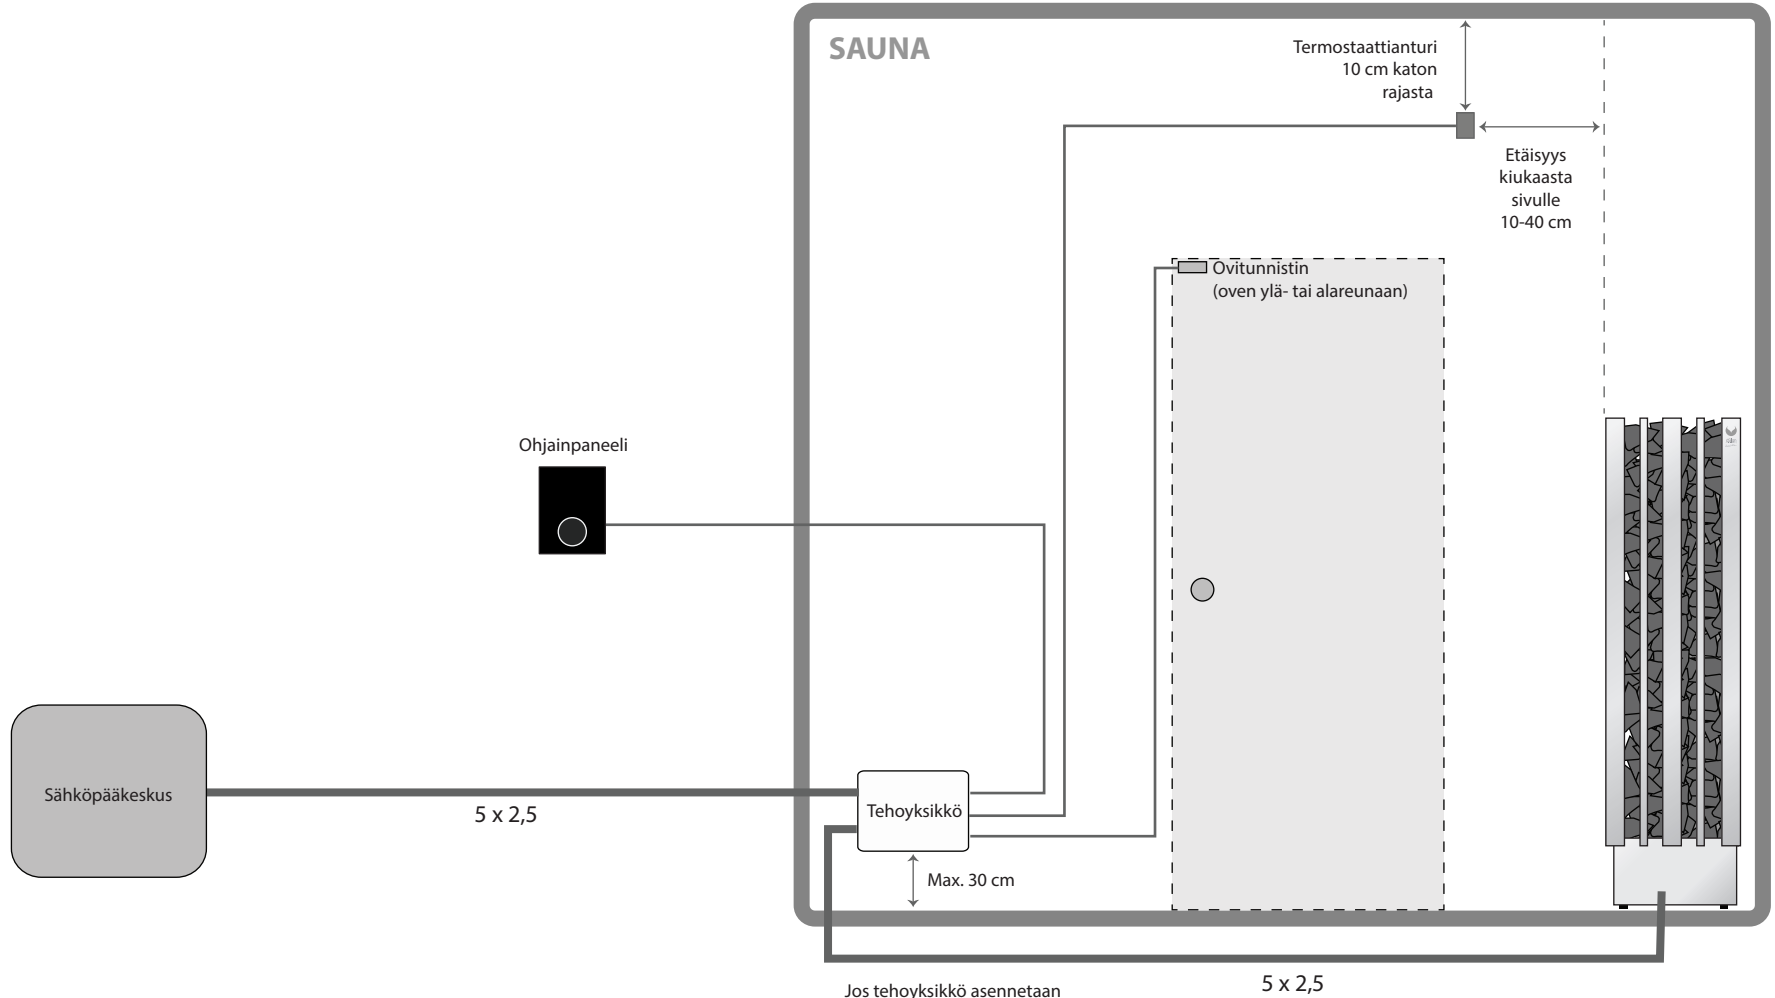 SAUNA
Termostaattianturi
10 cm katon
rajasta
Etäisyys
kiukaasta
sivulle
10-40 cm
Ovitunnistin
(oven ylä- tai alareunaan)
Ohjainpaneeli
Sähköpääkeskus
5 x 2,5
Tehoyksikkö
Max. 30 cm
5 x 2,5
Jos tehoyksikkö asennetaan